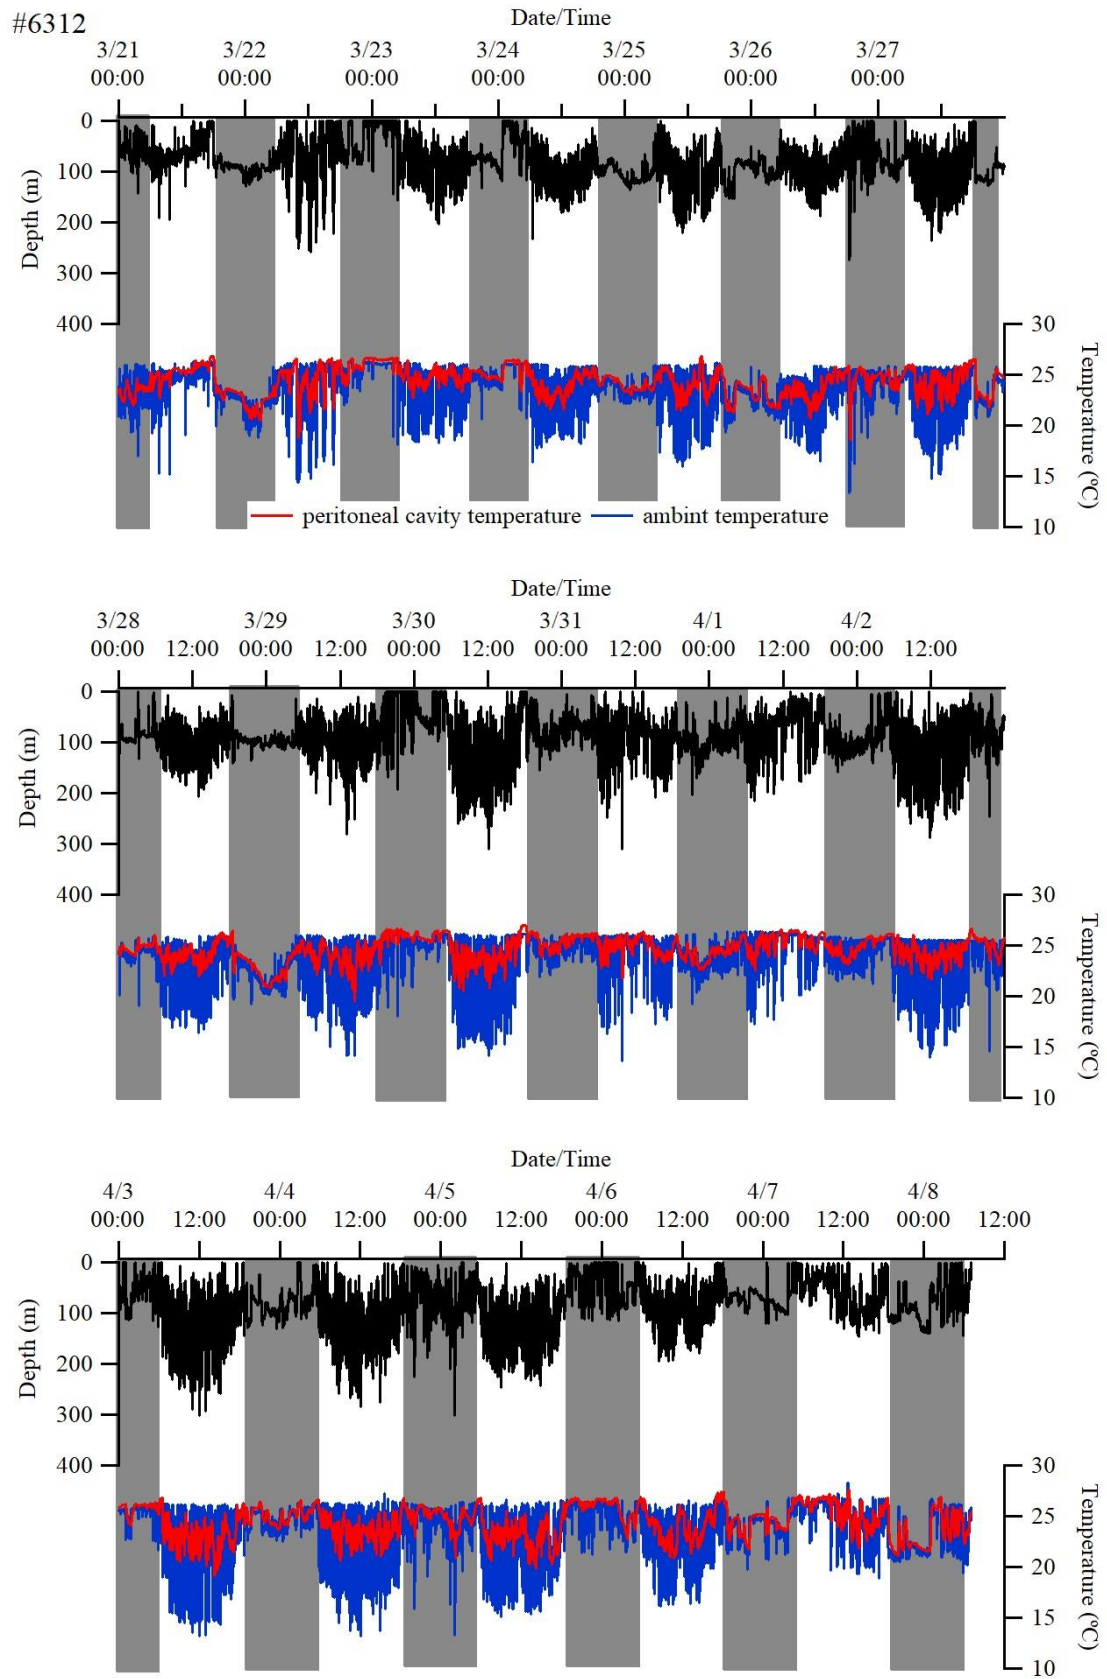 #6312
Date/Time
3/21 3/22 3/23 3/24 3/25 3/26 3/27
00:00 00:00 00:00 00:00 00:00 00:00 00:00
0
100
200
300
400
Depth (m)
30
25
20
15
10
Temperature (℃)
peritoneal cavity temperature ambint temperature
Date/Time
3/28 3/29 3/30 3/31 4/1 4/2
00:00 12:00 00:00 12:00 00:00 12:00 00:00 12:00 00:00 12:00 00:00 12:00
0
100
200
300
400
Depth (m)
30
25
20
15
10
Temperature (℃)
Date/Time
4/3 4/4 4/5 4/6 4/7 4/8
00:00 12:00 00:00 12:00 00:00 12:00 00:00 12:00 00:00 12:00 00:00 12:00
0
100
200
300
400
Depth (m)
30
25
20
15
10
Temperature (℃)